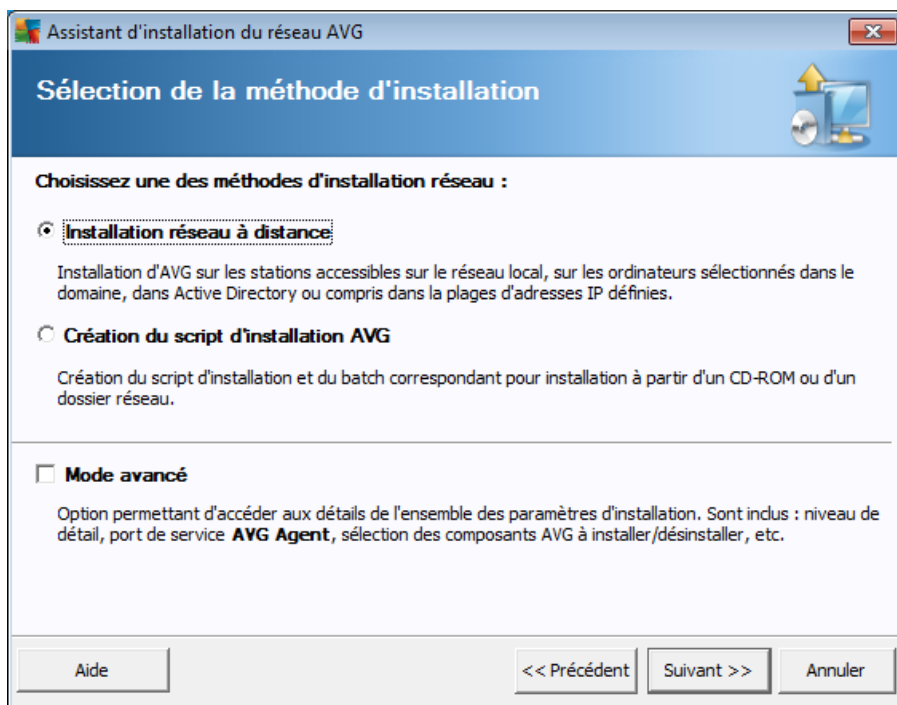 Assistant d'installation du réseau AVG
Sélection de la méthode d'installation
Choisissez une des méthodes d'installation réseau :
Installation réseau à distance
Installation d'AVG sur les stations accessibles sur le réseau local, sur les ordinateurs sélectionnés dans le
domaine, dans Active Directory ou compris dans la plages d'adresses IP définies.
Création du script d'installation AVG
Création du script d'installation et du batch correspondant pour installation à partir d'un CD-ROM ou d'un
dossier réseau.
Mode avancé
Option permettant d'accéder aux détails de l'ensemble des paramètres d'installation. Sont inclus : niveau de
détail, port de service AVG Agent, sélection des composants AVG à installer/désinstaller, etc.
Aide
<< Précédent
Suivant >>
Annuler